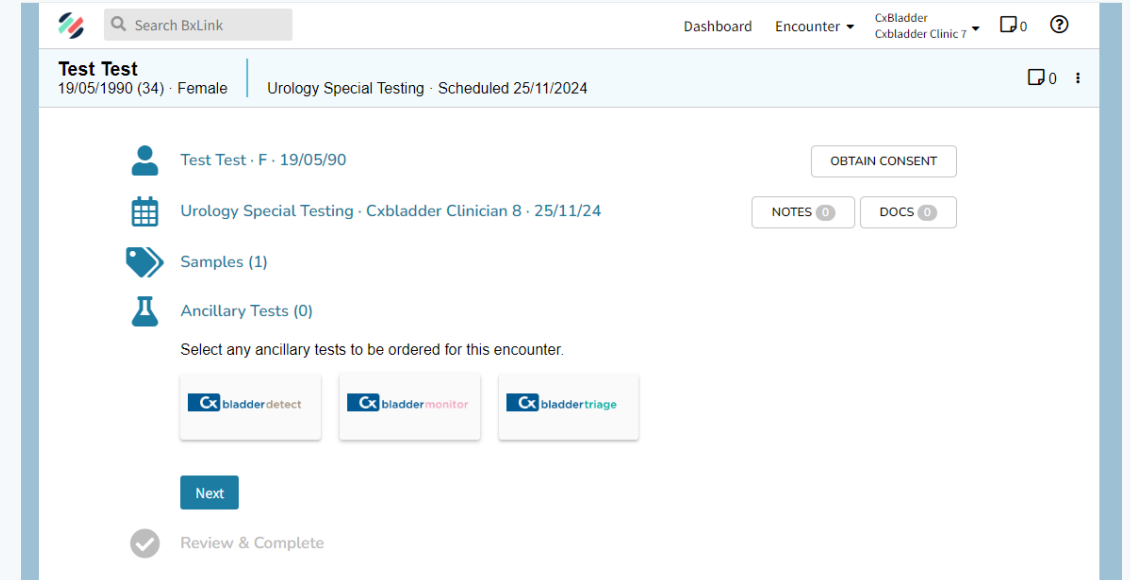 Search BxLink
Dashboard Encounter CxBladder
Cxbladder Clinic 7 0
Test Test
19/05/1990 (34) · Female Urology Special Testing · Scheduled 25/11/2024 0
Test Test · F · 19/05/90 OBTAIN CONSENT
Urology Special Testing · Cxbladder Clinician 8 · 25/11/24 NOTES 0 DOCS 0
Samples (1)
Ancillary Tests (0)
Select any ancillary tests to be ordered for this encounter.
Cx bladderdetect Cx bladdermonitor Cx bladdertriage
Next
Review & Complete